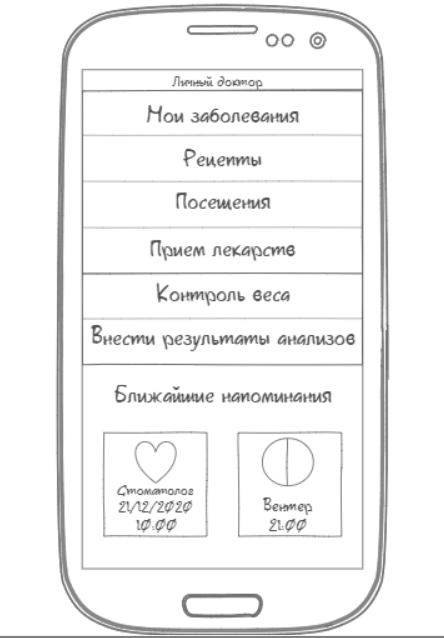 Личный доктор
Мои заболевания
Рецепты
Посещения
Прием лекарств
Контроль веса
Внести результаты анализов
Ближайшие напоминания
Стоматолог
21/12/2020
10:00
Вентер
21:00